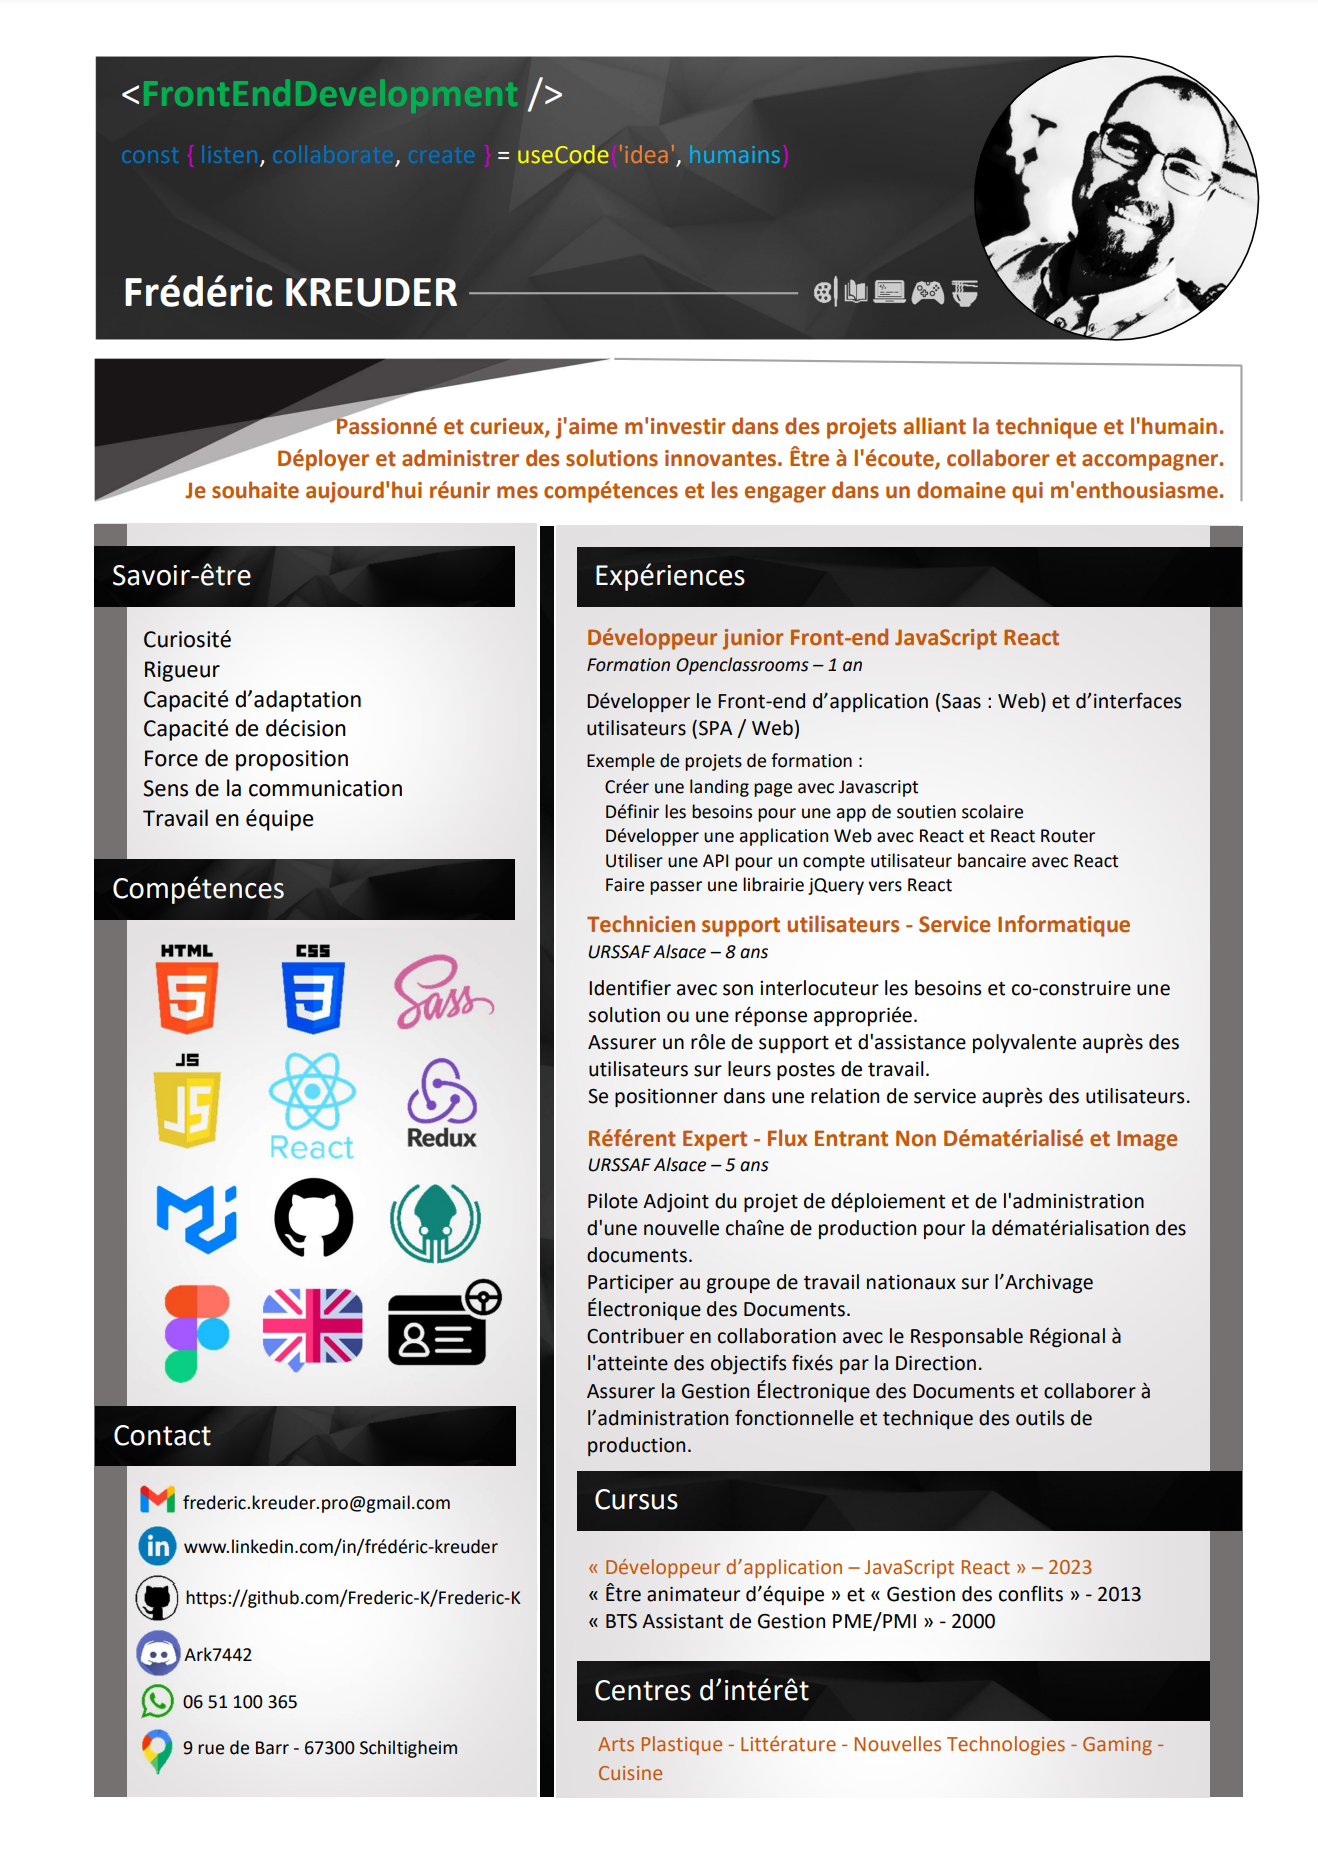 <FrontEndDevelopment />
const { listen, collaborate, create } = useCode('idea', humains)
Frédéric KREUDER
Passionné et curieux, j'aime m'investir dans des projets alliant la technique et l'humain.
Déployer et administrer des solutions innovantes. Être à l'écoute, collaborer et accompagner.
Je souhaite aujourd'hui réunir mes compétences et les engager dans un domaine qui m'enthousiasme.
Savoir-être
Curiosité
Rigueur
Capacité d’adaptation
Capacité de décision
Force de proposition
Sens de la communication
Travail en équipe
Compétences
HTML
CSS
Sass
JS
JS
React
Redux
Contact
frederic.kreuder.pro@gmail.com
www.linkedin.com/in/frédéric-kreuder
https://github.com/Frederic-K/Frederic-K
Ark7442
06 51 100 365
9 rue de Barr - 67300 Schiltigheim
Expériences
Développeur junior Front-end JavaScript React
Formation Openclassrooms – 1 an
Développer le Front-end d’application (Saas : Web) et d’interfaces
utilisateurs (SPA / Web)
Exemple de projets de formation :
Créer une landing page avec Javascript
Définir les besoins pour une app de soutien scolaire
Développer une application Web avec React et React Router
Utiliser une API pour un compte utilisateur bancaire avec React
Faire passer une librairie jQuery vers React
Technicien support utilisateurs - Service Informatique
URSSAF Alsace – 8 ans
Identifier avec son interlocuteur les besoins et co-construire une
solution ou une réponse appropriée.
Assurer un rôle de support et d'assistance polyvalente auprès des
utilisateurs sur leurs postes de travail.
Se positionner dans une relation de service auprès des utilisateurs.
Référent Expert - Flux Entrant Non Dématérialisé et Image
URSSAF Alsace – 5 ans
Pilote Adjoint du projet de déploiement et de l'administration
d'une nouvelle chaîne de production pour la dématérialisation des
documents.
Participer au groupe de travail nationaux sur l’Archivage
Électronique des Documents.
Contribuer en collaboration avec le Responsable Régional à
l'atteinte des objectifs fixés par la Direction.
Assurer la Gestion Électronique des Documents et collaborer à
l’administration fonctionnelle et technique des outils de
production.
Cursus
« Développeur d’application – JavaScript React » – 2023
« Être animateur d’équipe » et « Gestion des conflits » - 2013
« BTS Assistant de Gestion PME/PMI » - 2000
Centres d’intérêt
Arts Plastique - Littérature - Nouvelles Technologies - Gaming -
Cuisine